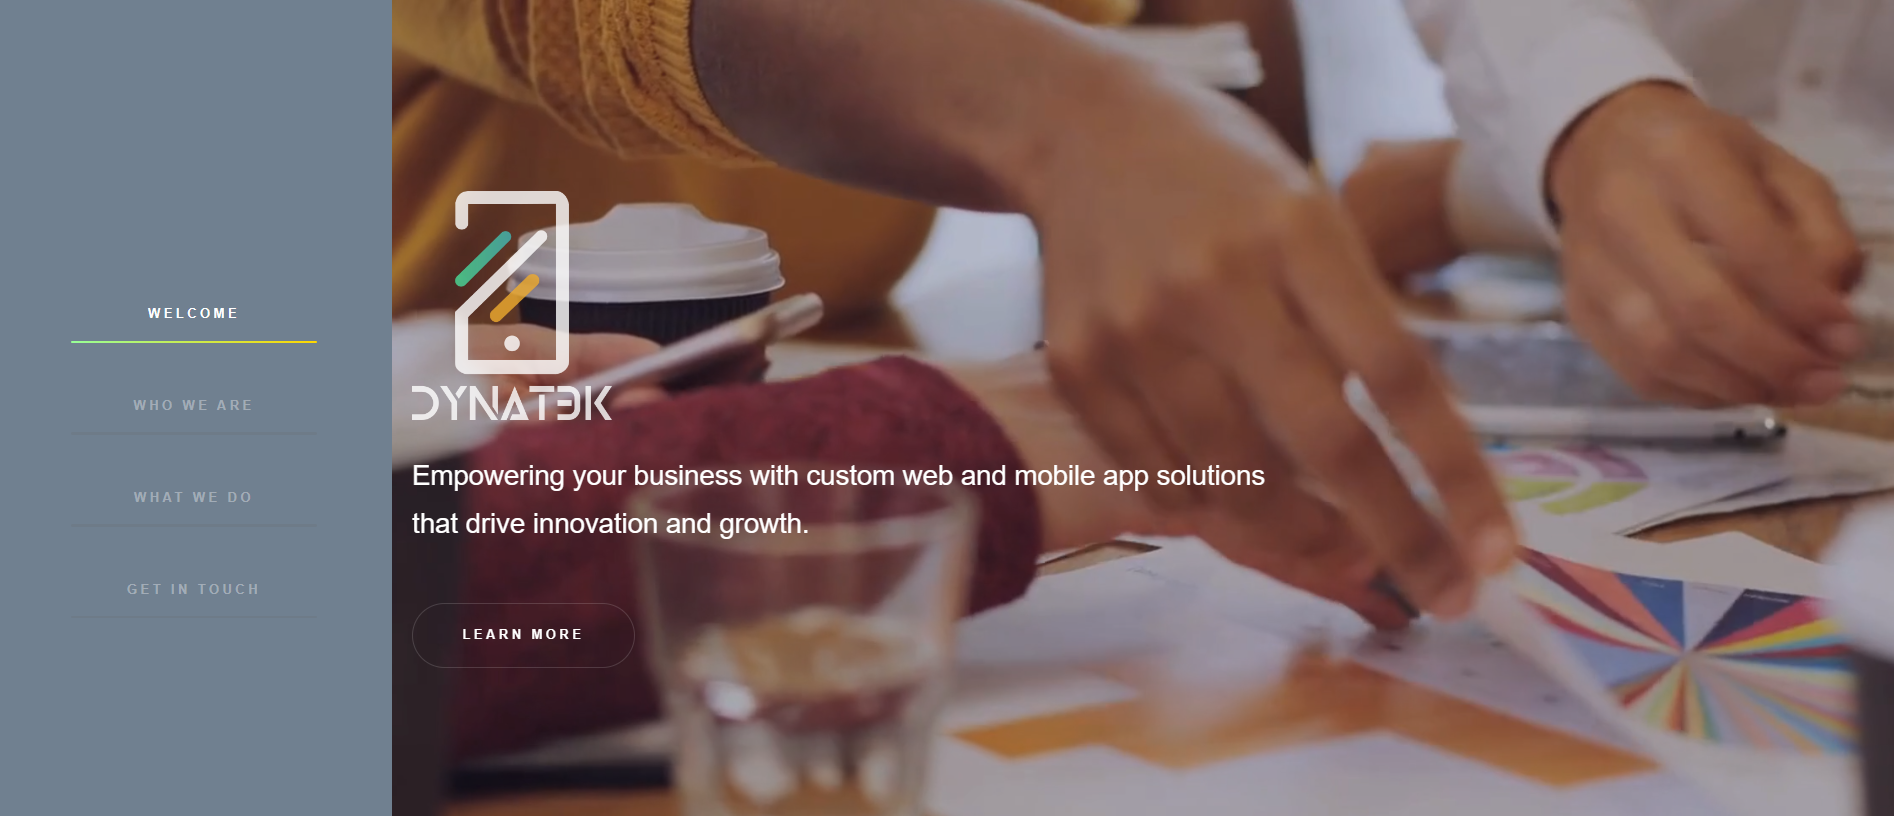 WELCOME
WHO WE ARE
WHAT WE DO
GET IN TOUCH
DYNATEK
Empowering your business with custom web and mobile app solutions
that drive innovation and growth.
LEARN MORE